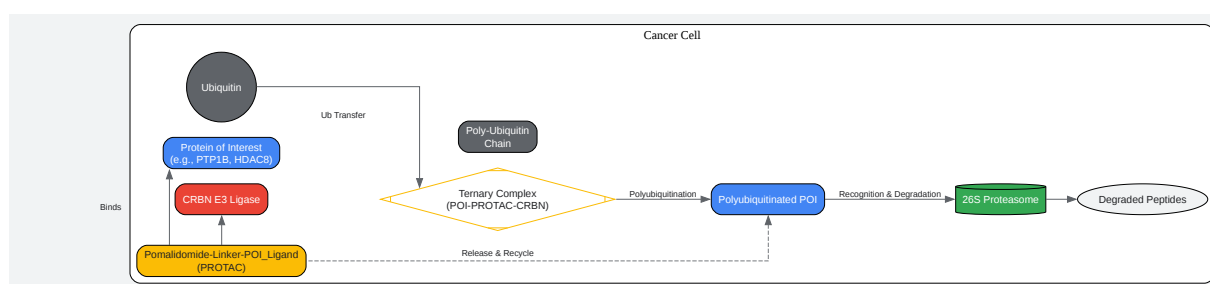 Cancer Cell
Ubiquitin
Ub Transfer
Poly-Ubiquitin
Chain
Protein of Interest
(e.g., PTP1B, HDAC8)
CRBN E3 Ligase
Binds
Ternary Complex
(POI-PROTAC-CRBN)
Polyubiquitination
Polyubiquitinated POI
Recognition & Degradation
26S Proteasome
Degraded Peptides
Pomalidomide-Linker-POI_Ligand
(PROTAC)
Release & Recycle